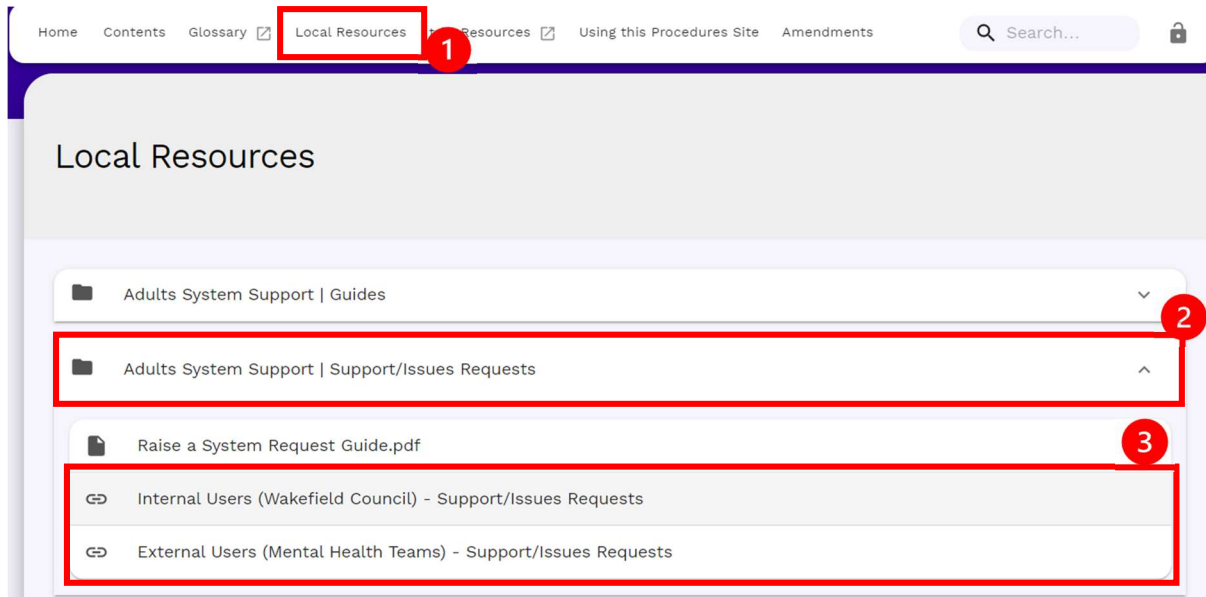 Home Contents Glossary Local Resources Resources Using this Procedures Site Amendments Search...
1
Local Resources
Adults System Support | Guides
2
Adults System Support | Support/Issues Requests
Raise a System Request Guide.pdf
3
Internal Users (Wakefield Council) - Support/Issues Requests
External Users (Mental Health Teams) - Support/Issues Requests